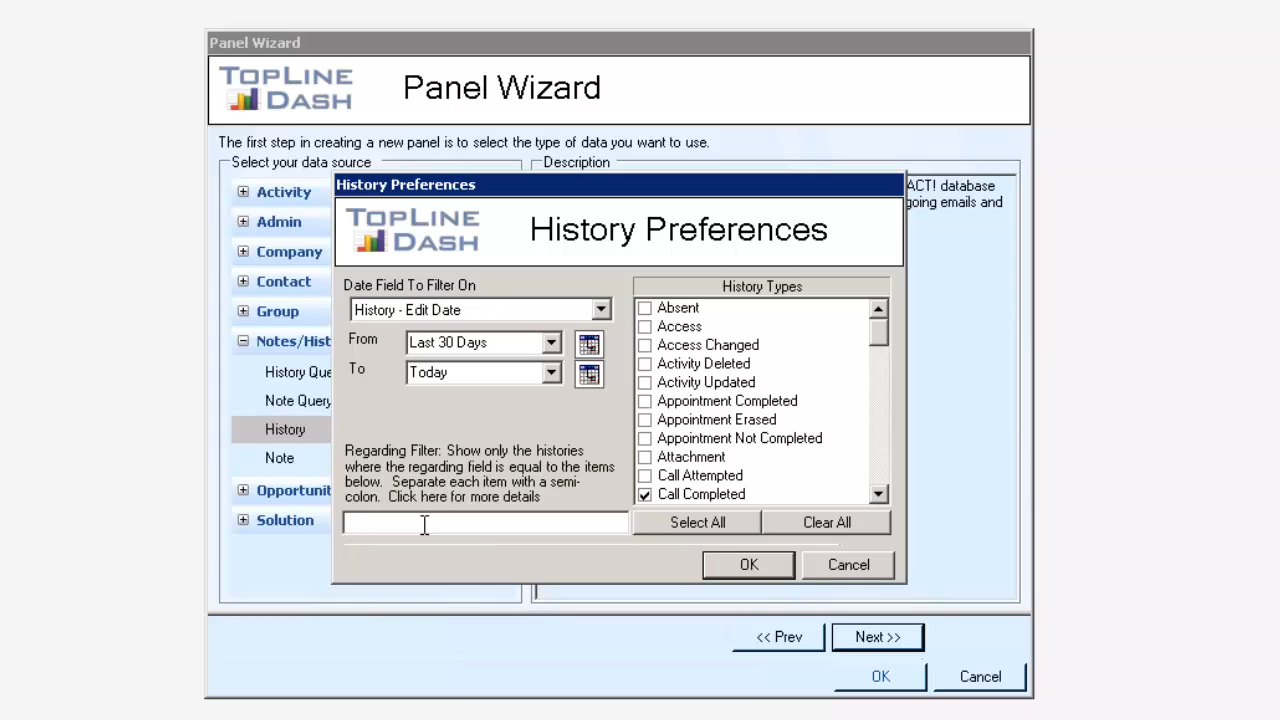 Panel Wizard
TOPLINE
DASH
Panel Wizard
The first step in creating a new panel is to select the type of data you want to use.
Select your data source
Description
Activity
Admin
Company
Contact
Group
Notes/Hist
History Que
Note Query
History
Note
Opportunit
Solution
ACT! database
going emails and
History Preferences
TOPLINE
DASH
History Preferences
Date Field To Filter On
History - Edit Date
From
Last 30 Days
To
Today
Regarding Filter: Show only the histories
where the regarding field is equal to the items
below. Separate each item with a semi-
colon. Click here for more details
History Types
Absent
Access
Access Changed
Activity Deleted
Activity Updated
Appointment Completed
Appointment Erased
Appointment Not Completed
Attachment
Call Attempted
Call Completed
Select All
Clear All
OK
Cancel
<< Prev
Next >>
OK
Cancel